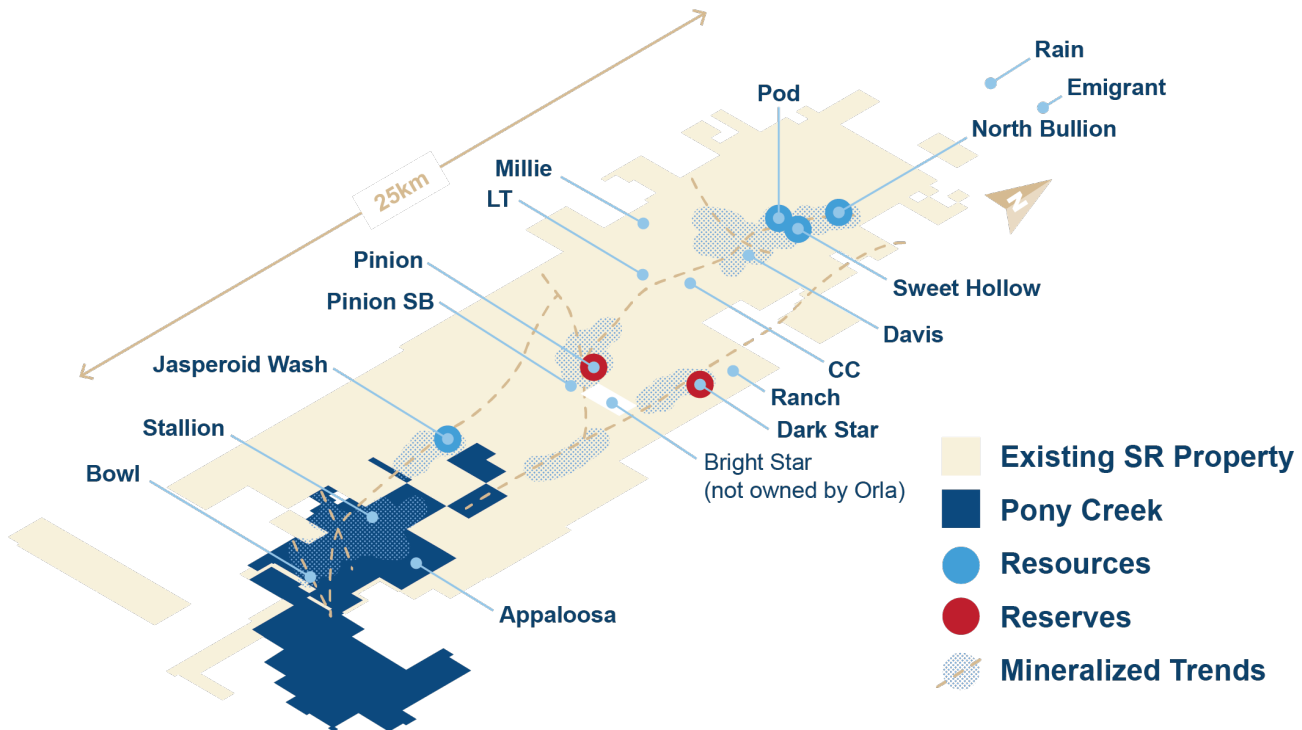 Rain
Emigrant
Pod
North Bullion
Millie
LT
25km
N
Pinion
Pinion SB
Sweet Hollow
Davis
Jasperoid Wash
CC
Ranch
Stallion
Dark Star
Bowl
Bright Star
(not owned by Orla)
Appaloosa
Existing SR Property
Pony Creek
Resources
Reserves
Mineralized Trends